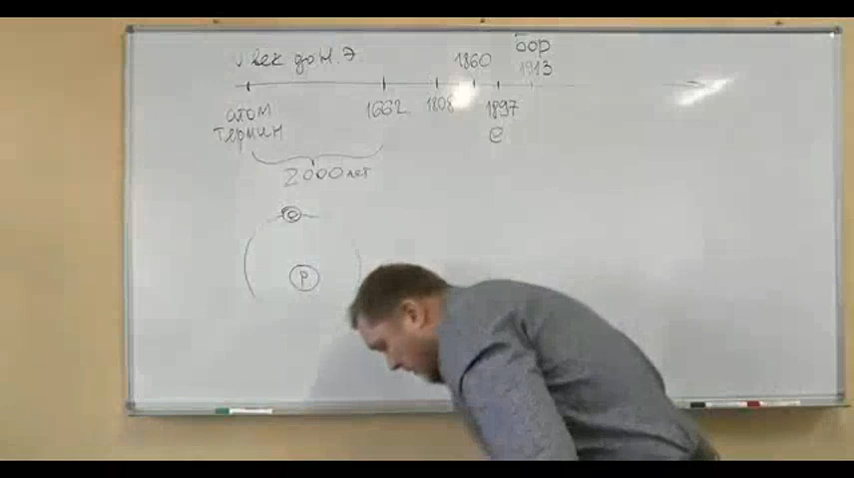 V век до н.э
1860
Бор
1913
атом
термин
1662
1808
1897
e
2000 лет
e
P